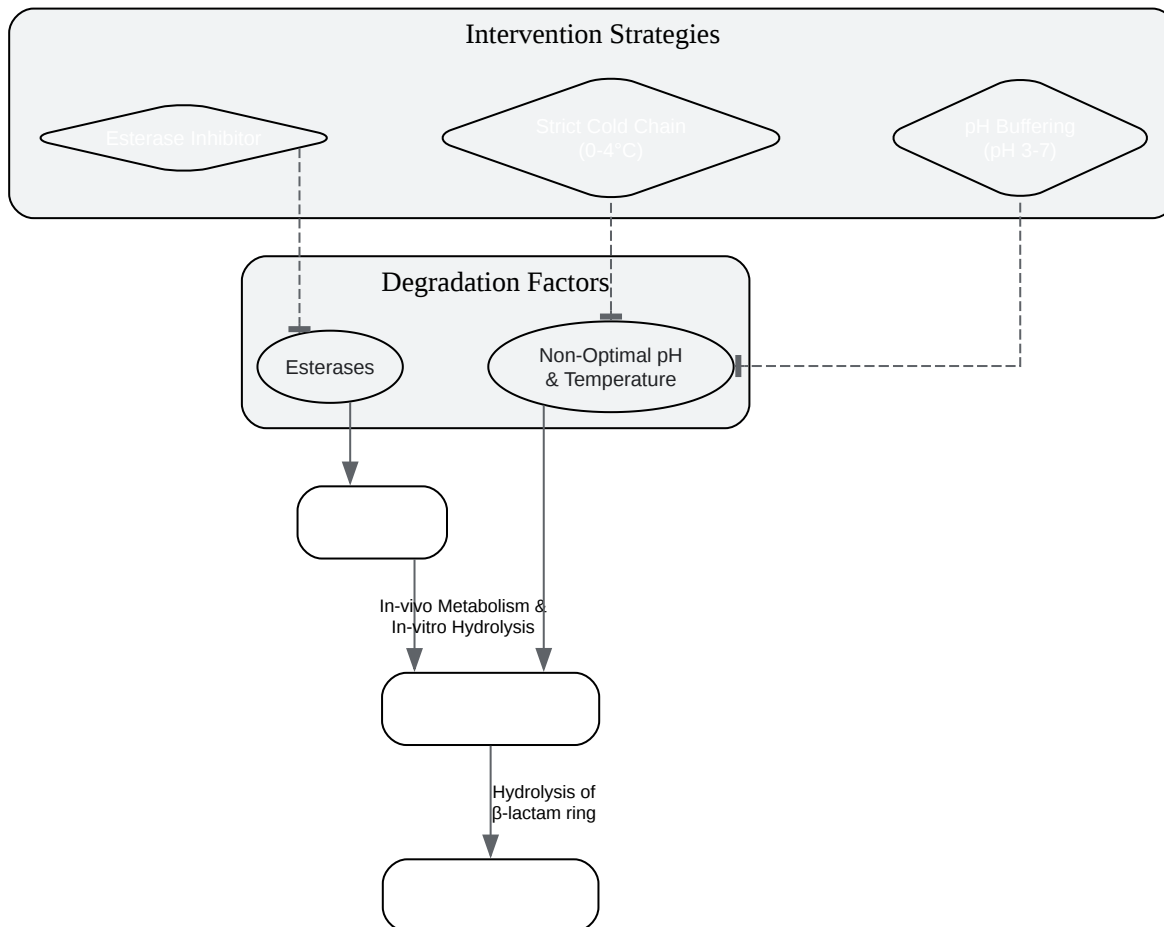 Intervention Strategies
Esterase Inhibitor
Strict Cold Chain
(0-4°C)
pH Buffering
(pH 3-7)
Degradation Factors
Esterases
Non-Optimal pH
& Temperature
In-vivo Metabolism &
In-vitro Hydrolysis
Hydrolysis of
β-lactam ring